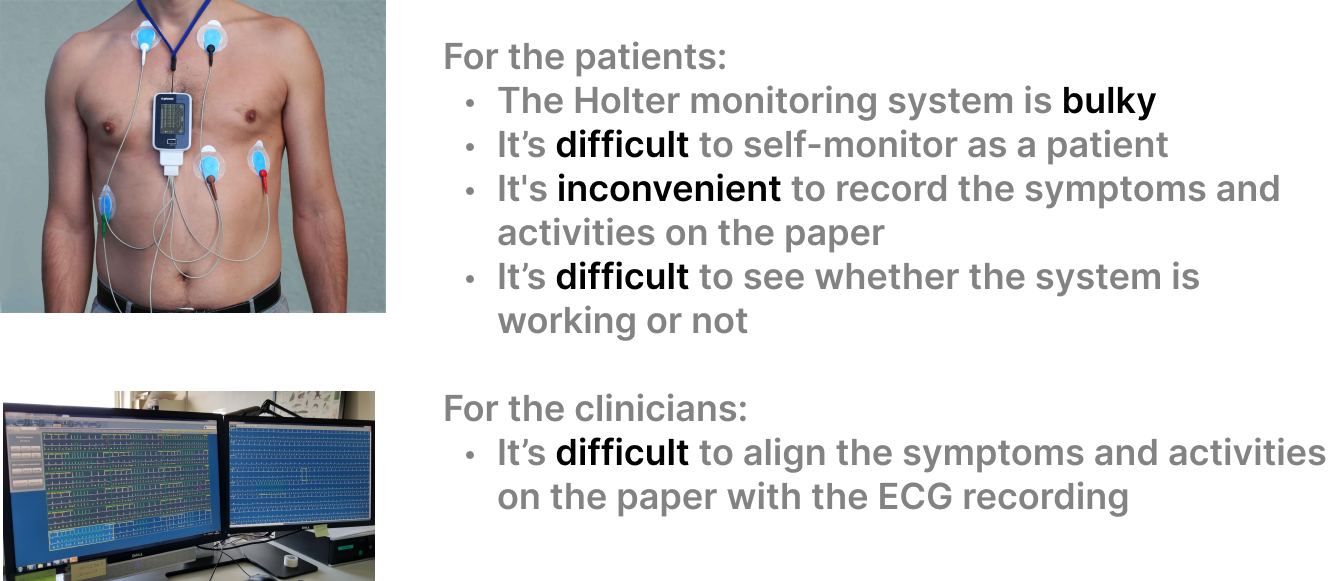 For the patients:
• The Holter monitoring system is bulky
• It’s difficult to self-monitor as a patient
• It's inconvenient to record the symptoms and
activities on the paper
• It’s difficult to see whether the system is
working or not
For the clinicians:
• It’s difficult to align the symptoms and activities
on the paper with the ECG recording
DELL